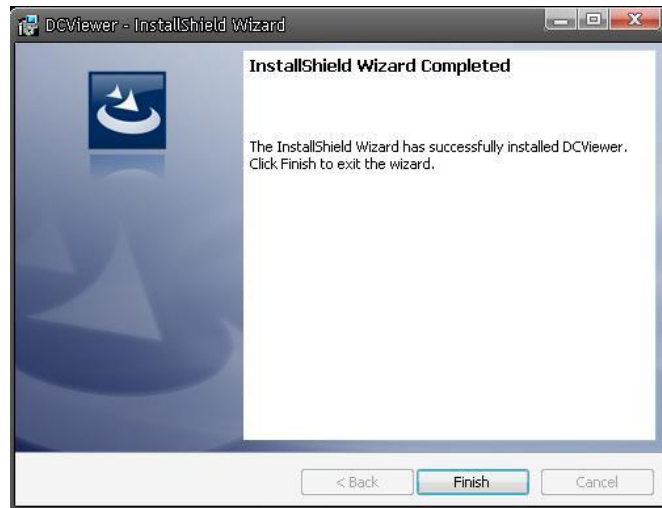 DCViewer - InstallShield Wizard
InstallShield Wizard Completed
The InstallShield Wizard has successfully installed DCViewer.
Click Finish to exit the wizard.
< Back
Finish
Cancel